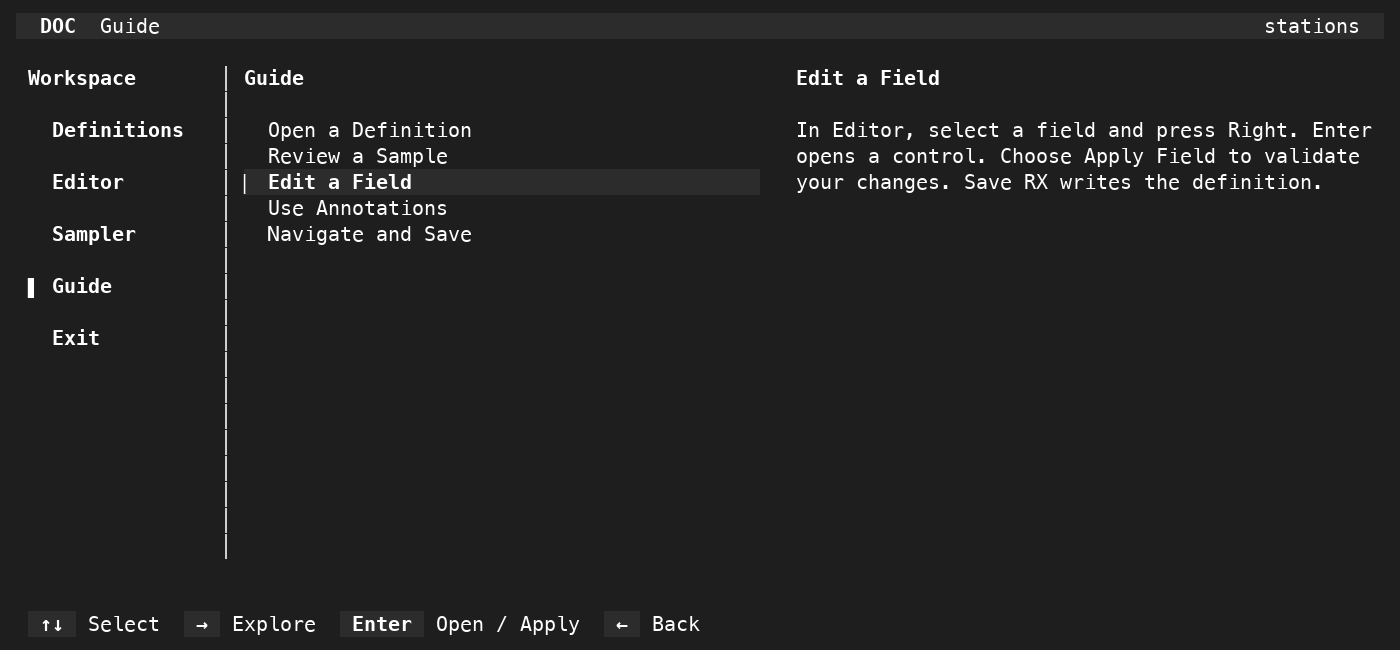 DOC Guide stations
Workspace
Definitions
Editor
Sampler
Guide
Exit
Guide
Open a Definition
Review a Sample
Edit a Field
Use Annotations
Navigate and Save
Edit a Field
In Editor, select a field and press Right. Enter
opens a control. Choose Apply Field to validate
your changes. Save RX writes the definition.
↑↓ Select → Explore Enter Open / Apply ← Back